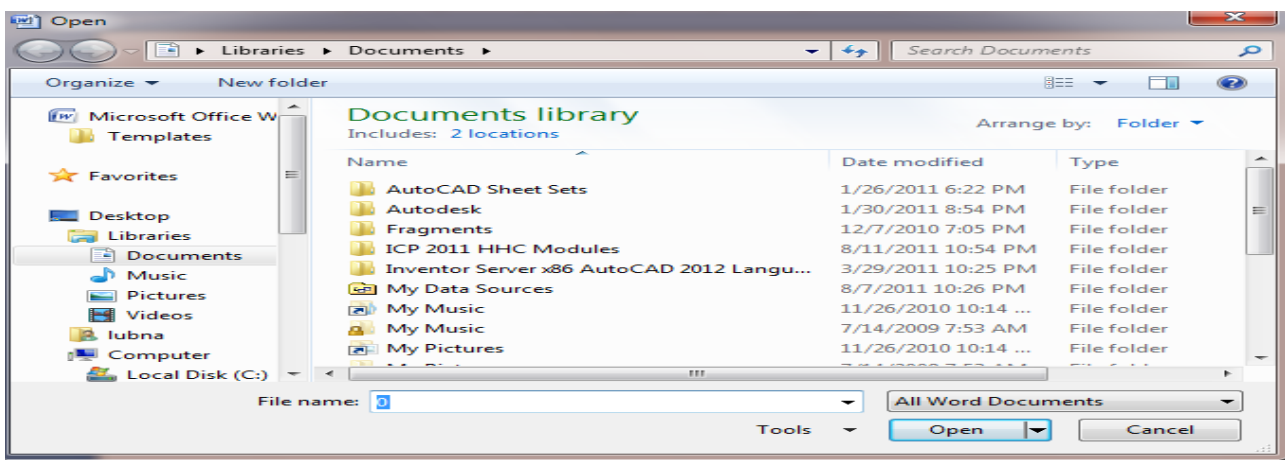 Open
Libraries Documents Search Documents
Organize New folder
Microsoft Office W
Templates
Favorites
Desktop
Libraries
Documents
Music
Pictures
Videos
lubna
Computer
Local Disk (C:)
Documents library
Includes: 2 locations
Arrange by: Folder
Name Date modified Type
AutoCAD Sheet Sets 1/26/2011 6:22 PM File folder
Autodesk 1/30/2011 8:54 PM File folder
Fragments 12/7/2010 7:05 PM File folder
ICP 2011 HHC Modules 8/11/2011 10:54 PM File folder
Inventor Server x86 AutoCAD 2012 Langu... 3/29/2011 10:25 PM File folder
My Data Sources 8/7/2011 10:26 PM File folder
My Music 11/26/2010 10:14 ... File folder
My Music 7/14/2009 7:53 AM File folder
My Pictures 11/26/2010 10:14 ... File folder
File name: 0 All Word Documents
Tools Open Cancel